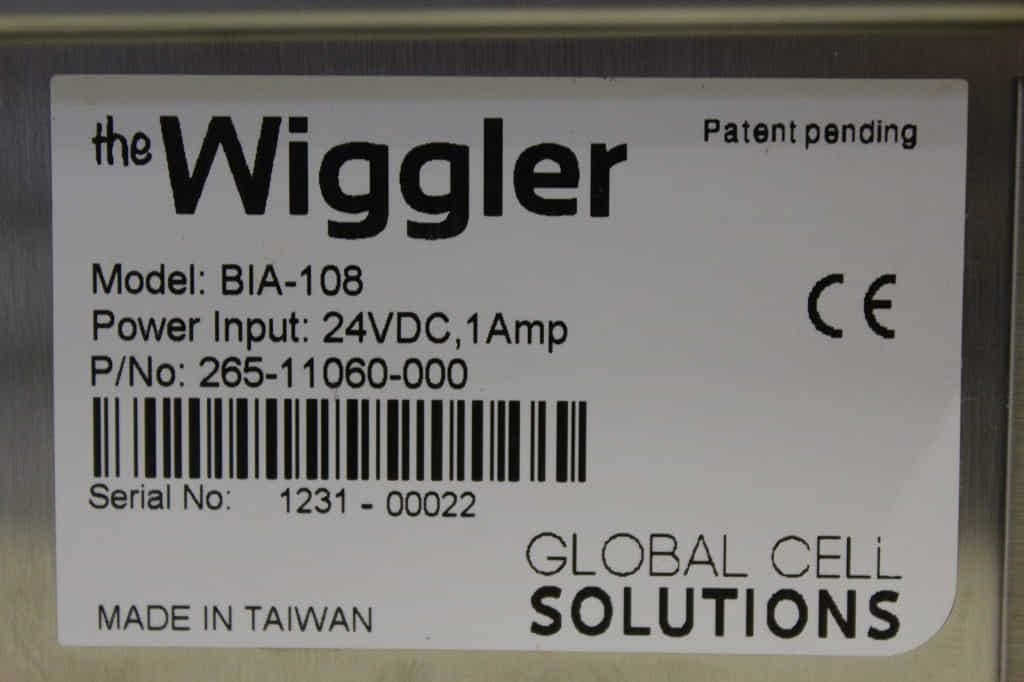 the Wiggler
Patent pending
Model: BIA-108
Power Input: 24VDC,1Amp
CE
P/No: 265-11060-000
Serial No: 1231 - 00022
GLOBAL CELL
SOLUTIONS
MADE IN TAIWAN